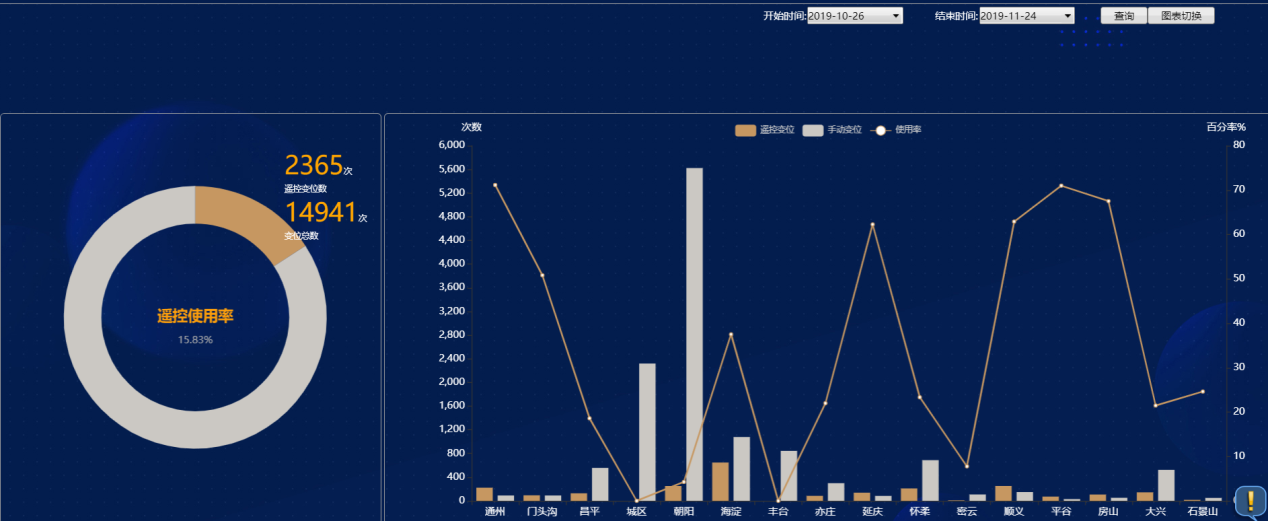 开始时间: 2019-10-26 结束时间: 2019-11-24 查询 图表切换
2365次
遥控变位数
14941次
变位总数
遥控使用率
15.83%
次数 遥控变位 手动变位 使用率 百分率%
6,000 80
5,600
5,200 70
4,800
4,400 60
4,000
3,600 50
3,200
2,800 40
2,400
2,000 30
1,600 20
1,200
800 10
400
0
通州 门头沟 昌平 城区 朝阳 海淀 丰台 亦庄 延庆 怀柔 密云 顺义 平谷 房山 大兴 石景山